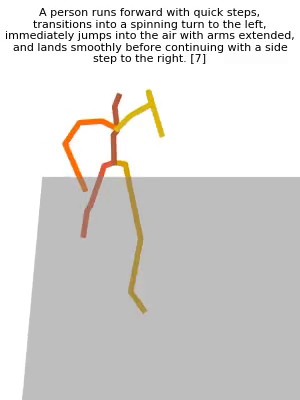 A person runs forward with quick steps,
transitions into a spinning turn to the left,
immediately jumps into the air with arms extended,
and lands smoothly before continuing with a side
step to the right. [7]